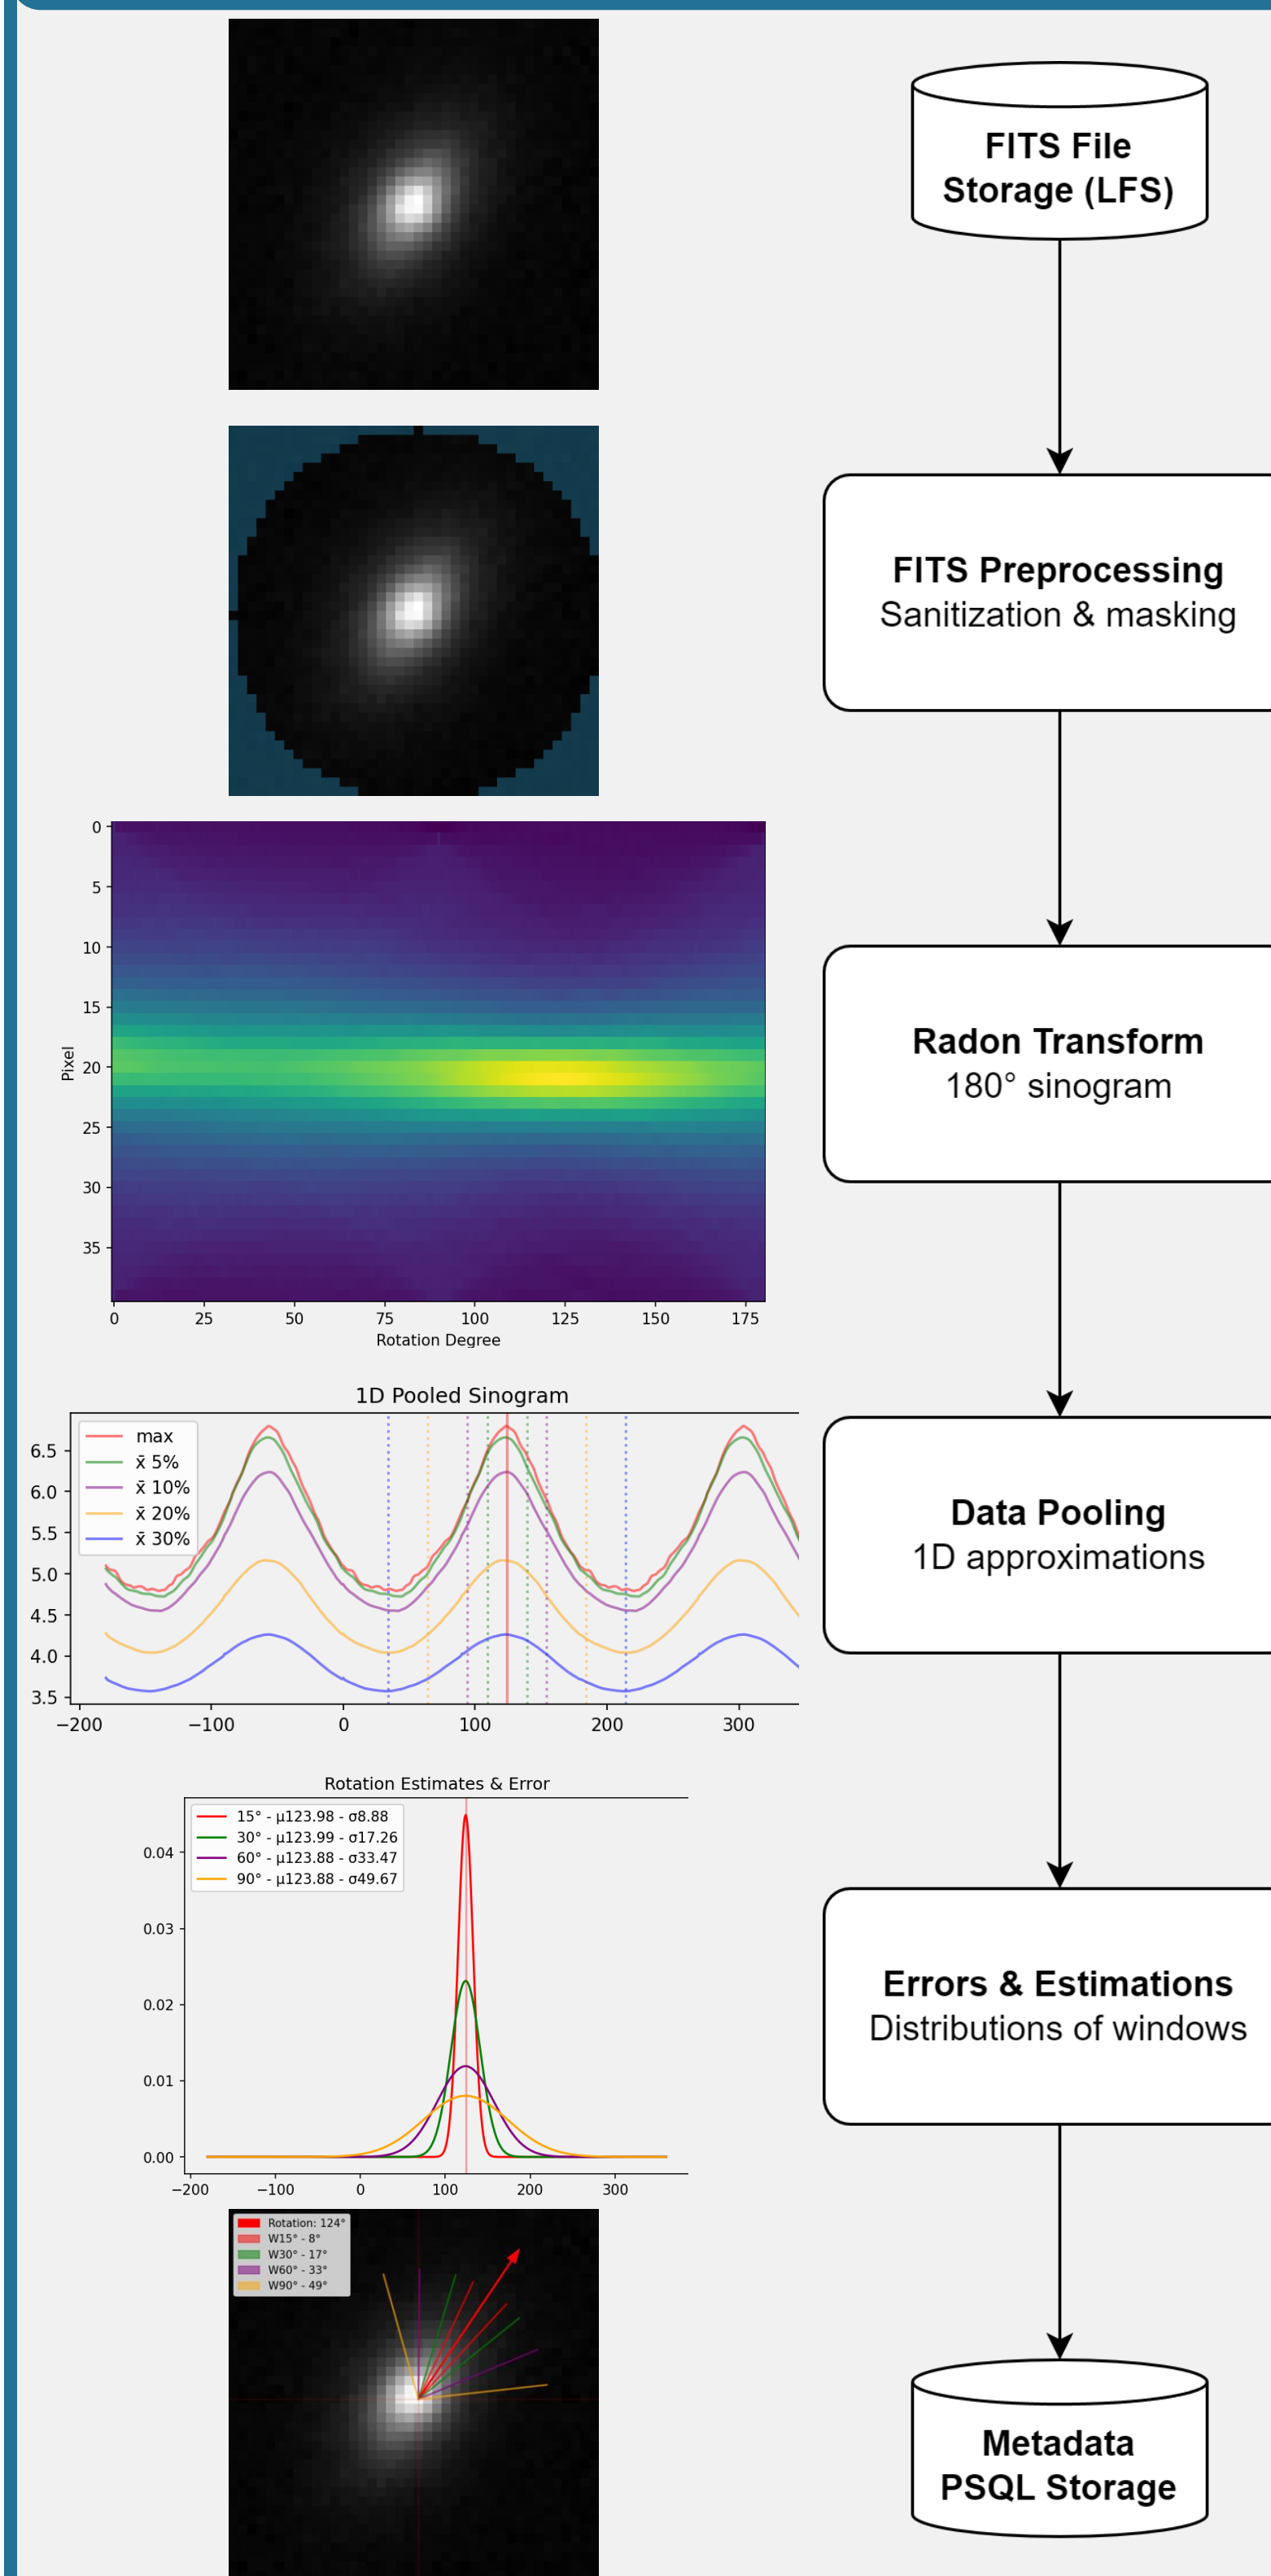 FITS File
Storage (LFS)
FITS Preprocessing
Sanitization & masking
0
5
10
15
20
25
30
35
Pixel
0 25 50 75 100 125 150 175
Rotation Degree
Radon Transform
180° sinogram
1D Pooled Sinogram
max
x̄ 5%
x̄ 10%
x̄ 20%
x̄ 30%
6.5
6.0
5.5
5.0
4.5
4.0
3.5
−200 −100 0 100 200 300
Data Pooling
1D approximations
Rotation Estimates & Error
15° - μ123.98 - σ8.88
30° - μ123.99 - σ17.26
60° - μ123.88 - σ33.47
90° - μ123.88 - σ49.67
0.04
0.03
0.02
0.01
0.00
−200 −100 0 100 200 300
Errors & Estimations
Distributions of windows
Rotation: 124°
W15° - 8°
W30° - 17°
W60° - 33°
W90° - 49°
Metadata
PSQL Storage